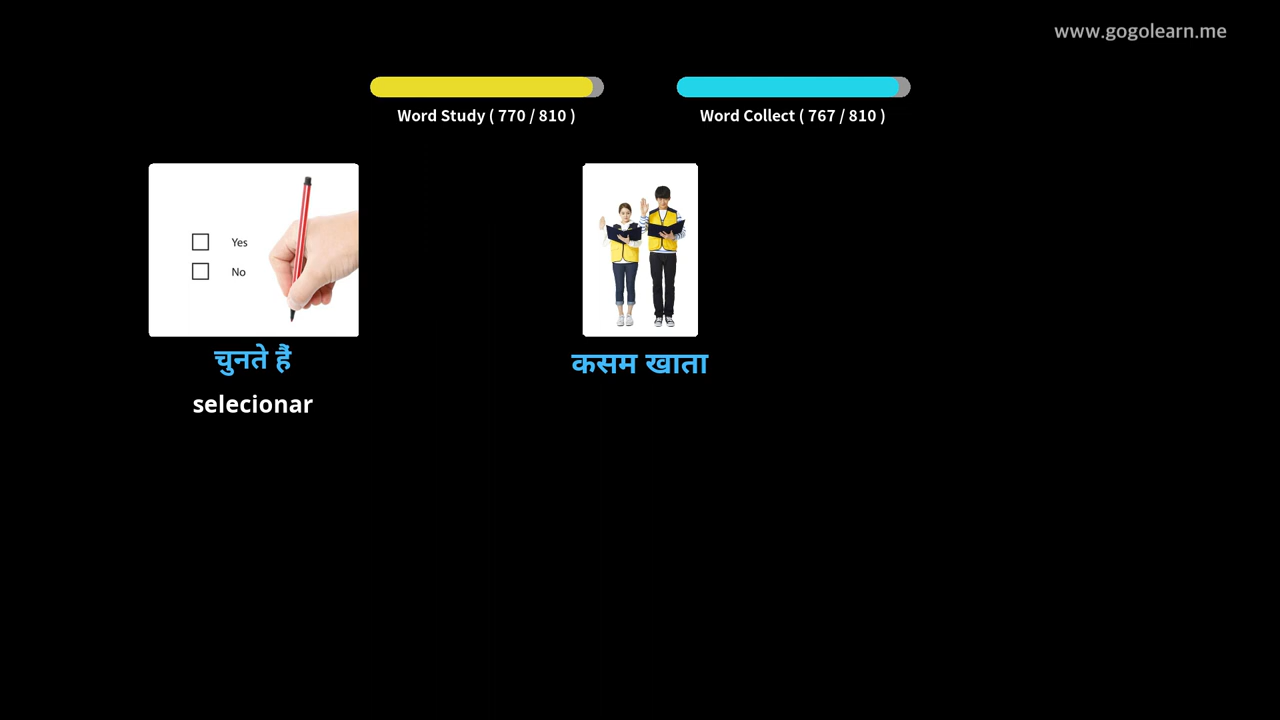 www.gogolearn.me
Word Study ( 770 / 810 )
Word Collect ( 767 / 810 )
Yes
No
चुनते हैं
कसम खाता
selecionar